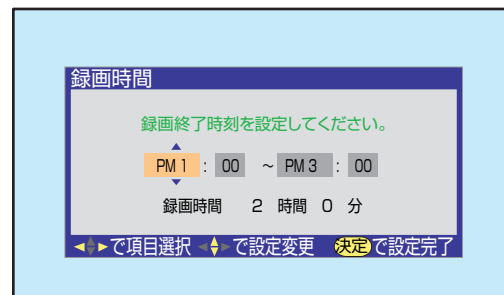 録画時間
録画終了時刻を設定してください。
PM 1 : 00 ~ PM 3 : 00
録画時間 2 時間 0 分
で項目選択 で設定変更 決定で設定完了